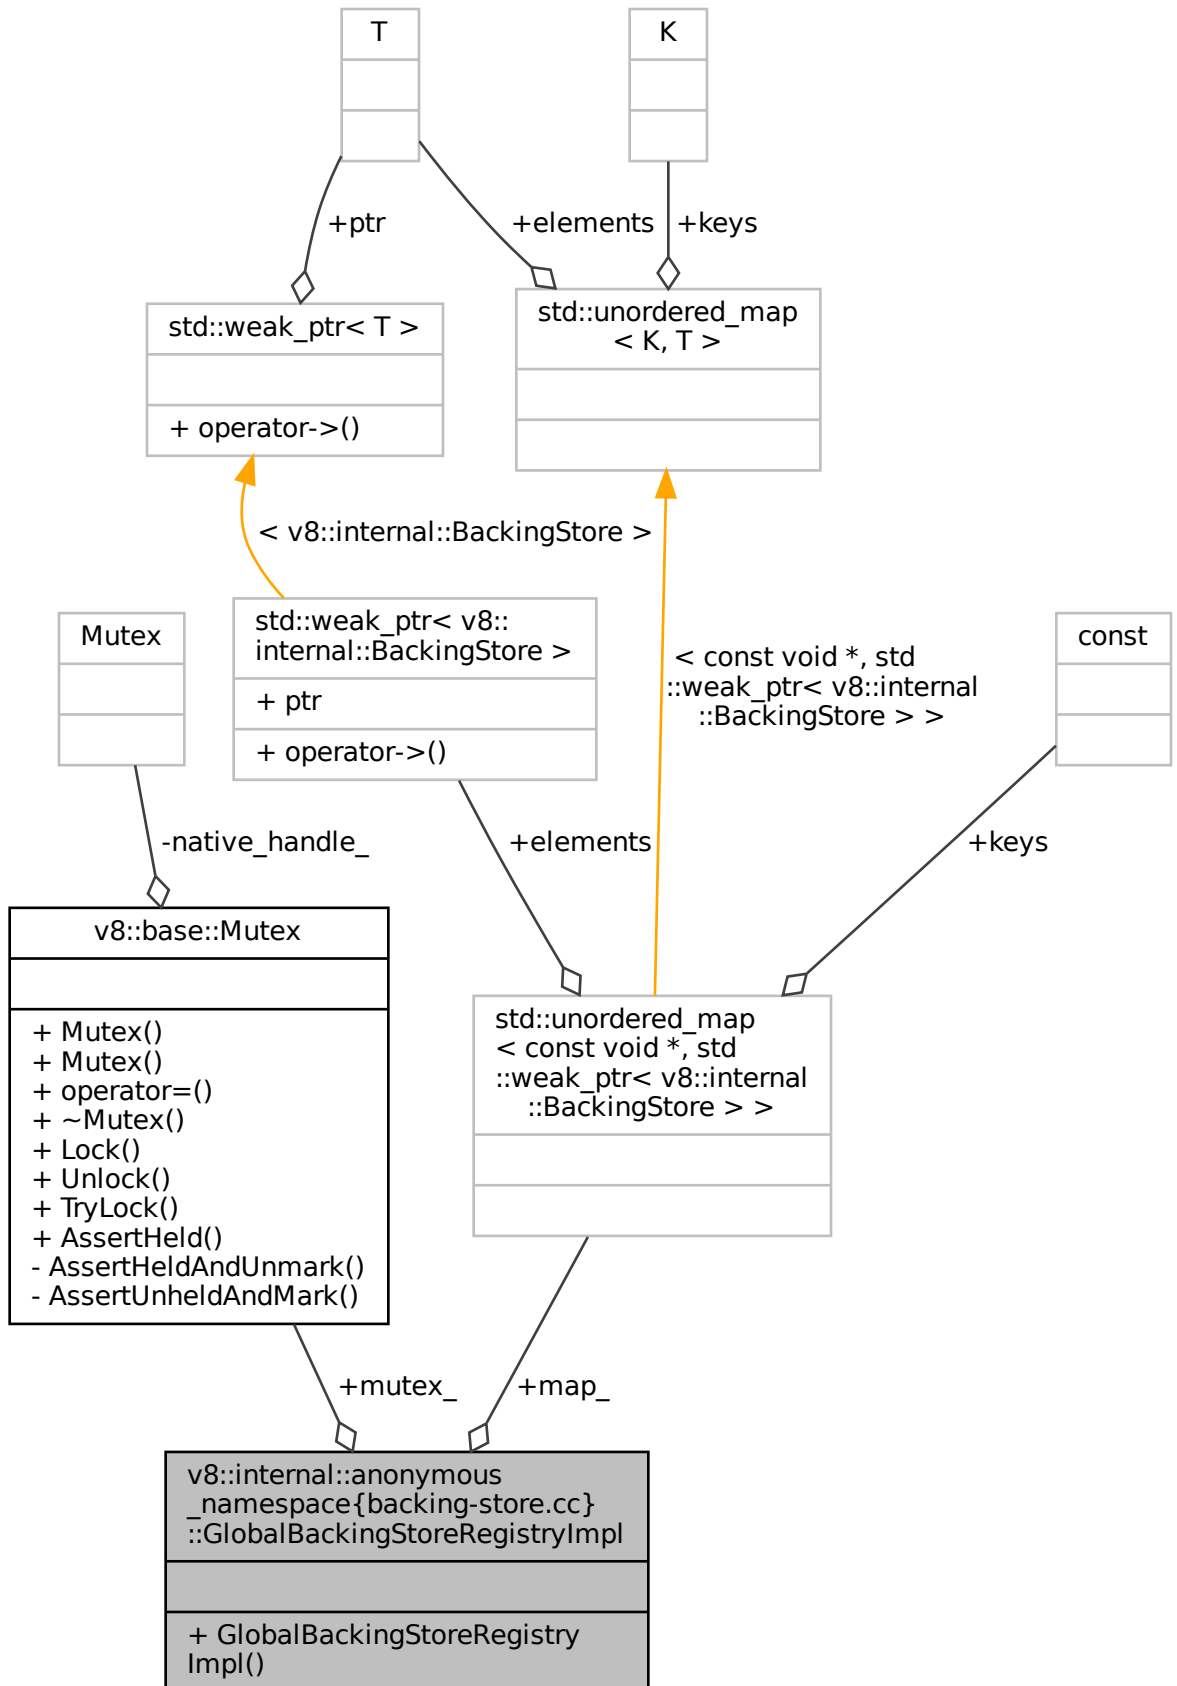 T
K
+ptr
+elements
+keys
std::weak_ptr< T >
+ operator->()
std::unordered_map
< K, T >
< v8::internal::BackingStore >
Mutex
std::weak_ptr< v8::
internal::BackingStore >
+ ptr
+ operator->()
< const void *, std
::weak_ptr< v8::internal
::BackingStore > >
const
-native_handle_
+elements
+keys
v8::base::Mutex
+ Mutex()
+ Mutex()
+ operator=()
+ ~Mutex()
+ Lock()
+ Unlock()
+ TryLock()
+ AssertHeld()
- AssertHeldAndUnmark()
- AssertUnheldAndMark()
std::unordered_map
< const void *, std
::weak_ptr< v8::internal
::BackingStore > >
+mutex_
+map_
v8::internal::anonymous
_namespace{backing-store.cc}
::GlobalBackingStoreRegistryImpl
+ GlobalBackingStoreRegistry
Impl()